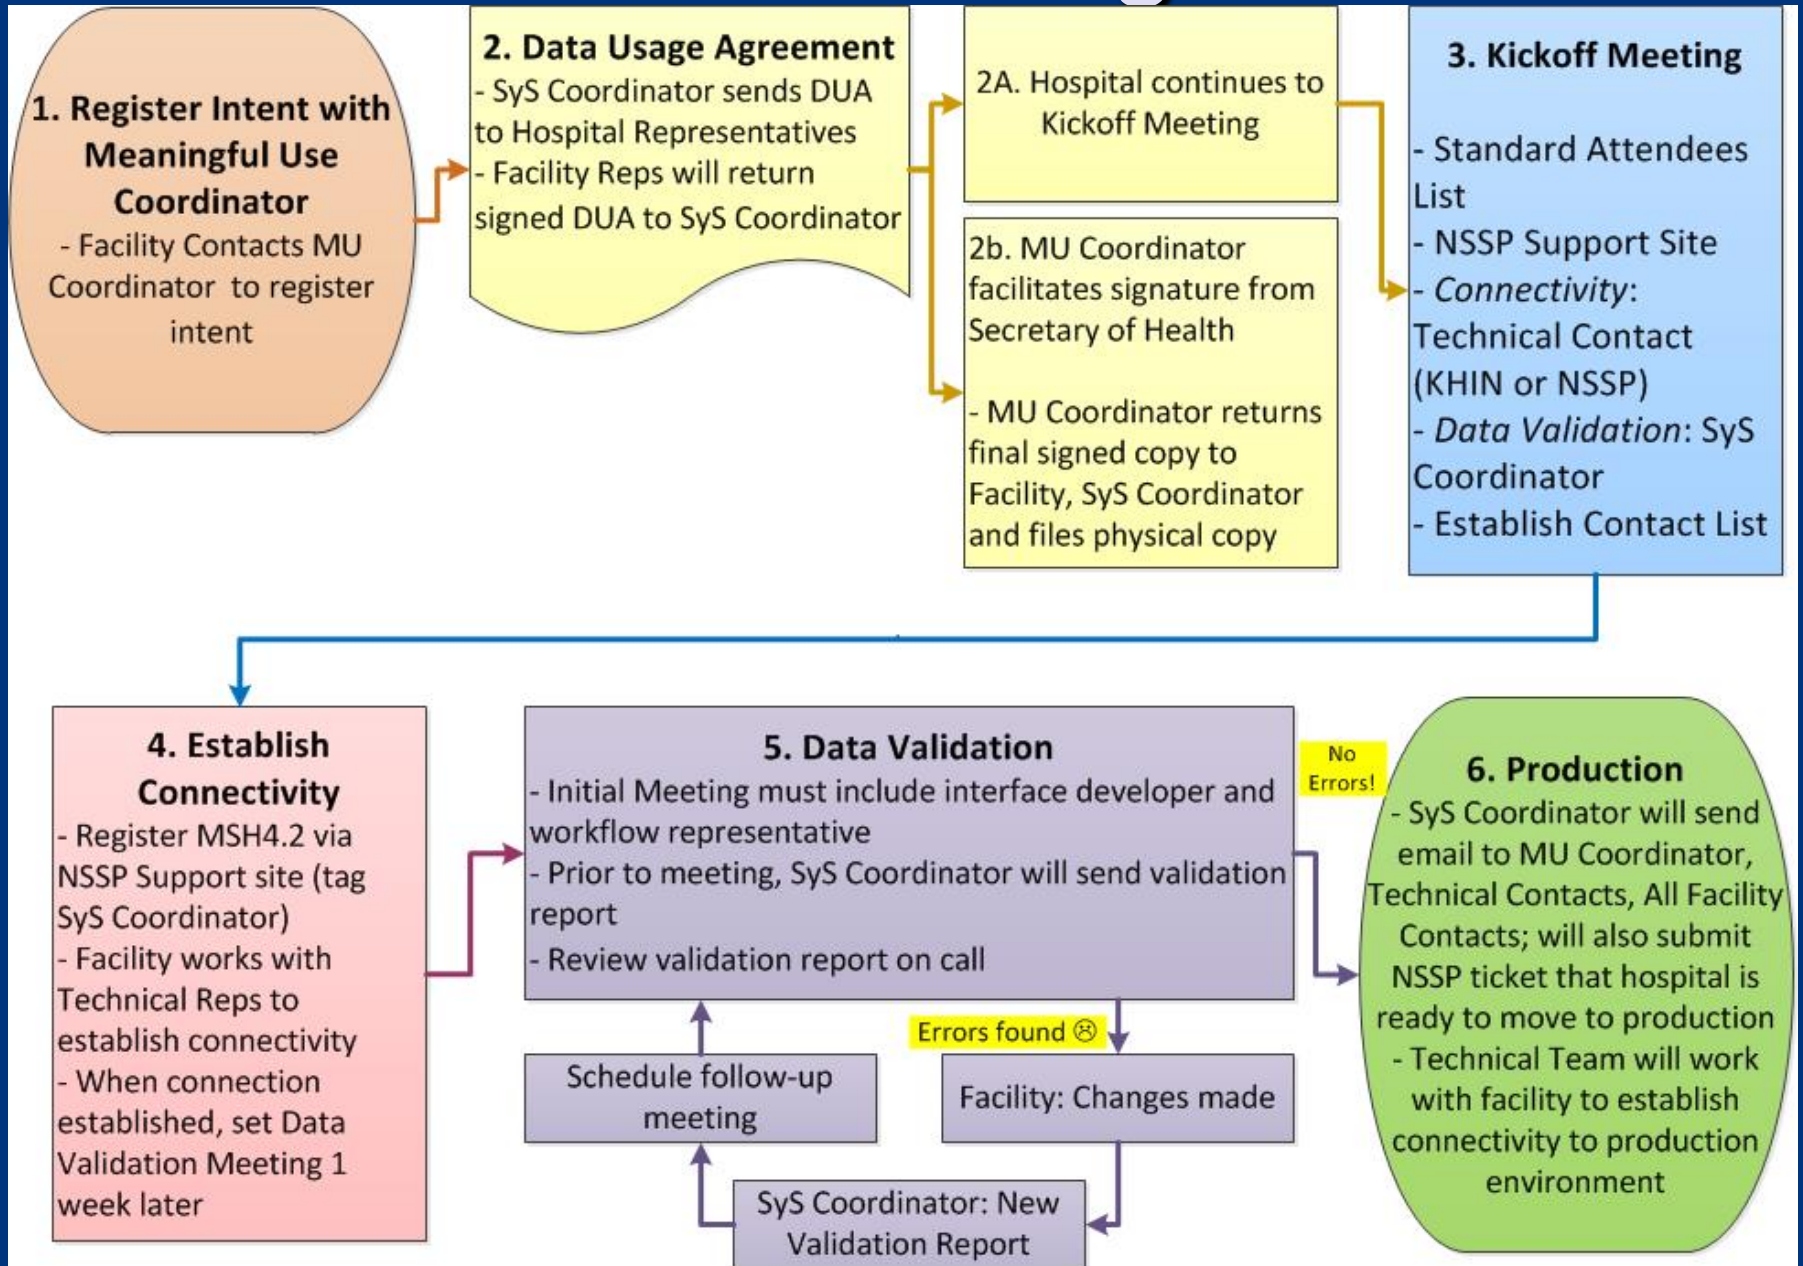 1. Register Intent with
Meaningful Use
Coordinator
- Facility Contacts MU
Coordinator to register
intent
2. Data Usage Agreement
- SyS Coordinator sends DUA
to Hospital Representatives
- Facility Reps will return
signed DUA to SyS Coordinator
2A. Hospital continues to
Kickoff Meeting
2b. MU Coordinator
facilitates signature from
Secretary of Health
- MU Coordinator returns
final signed copy to
Facility, SyS Coordinator
and files physical copy
3. Kickoff Meeting
- Standard Attendees
List
- NSSP Support Site
- Connectivity:
Technical Contact
(KHIN or NSSP)
- Data Validation: SyS
Coordinator
- Establish Contact List
4. Establish
Connectivity
- Register MSH4.2 via
NSSP Support site (tag
SyS Coordinator)
- Facility works with
Technical Reps to
establish connectivity
- When connection
established, set Data
Validation Meeting 1
week later
5. Data Validation
- Initial Meeting must include interface developer and
workflow representative
- Prior to meeting, SyS Coordinator will send validation
report
- Review validation report on call
Errors found ☹
Facility: Changes made
SyS Coordinator: New
Validation Report
Schedule follow-up
meeting
No
Errors!
6. Production
- SyS Coordinator will send
email to MU Coordinator,
Technical Contacts, All Facility
Contacts; will also submit
NSSP ticket that hospital is
ready to move to production
- Technical Team will work
with facility to establish
connectivity to production
environment